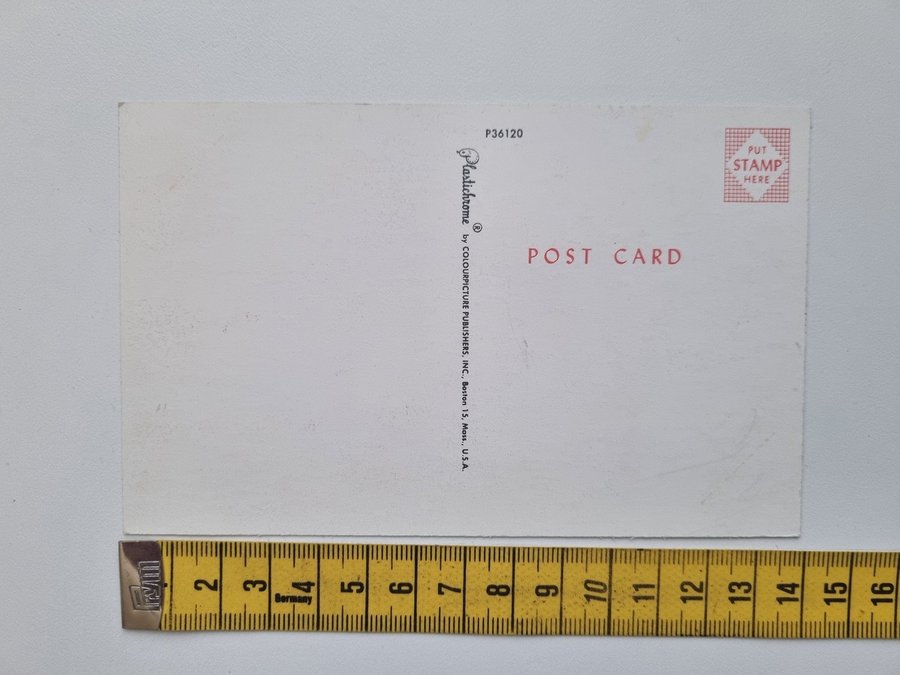 P36120
PUT
STAMP
HERE
Plastichrome ® by COLOURPICTURE PUBLISHERS, INC., Boston 15, Mass., U.S.A.
POST CARD
2 3 4 5 6 7 8 9 10 11 12 13 14 15 16
Germany